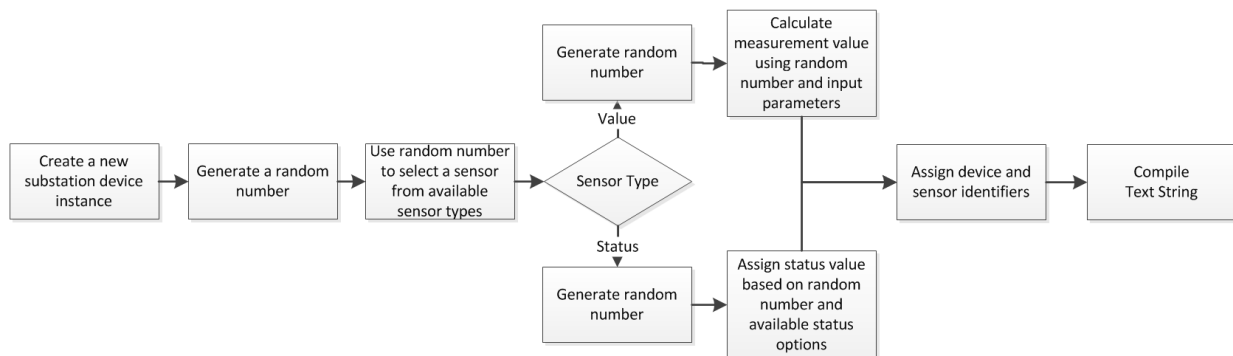 Create a new
substation device
instance
Generate a random
number
Use random number
to select a sensor
from available
sensor types
Sensor Type
Value
Generate random
number
Calculate
measurement value
using random
number and input
parameters
Status
Generate random
number
Assign status value
based on random
number and
available status
options
Assign device and
sensor identifiers
Compile
Text String